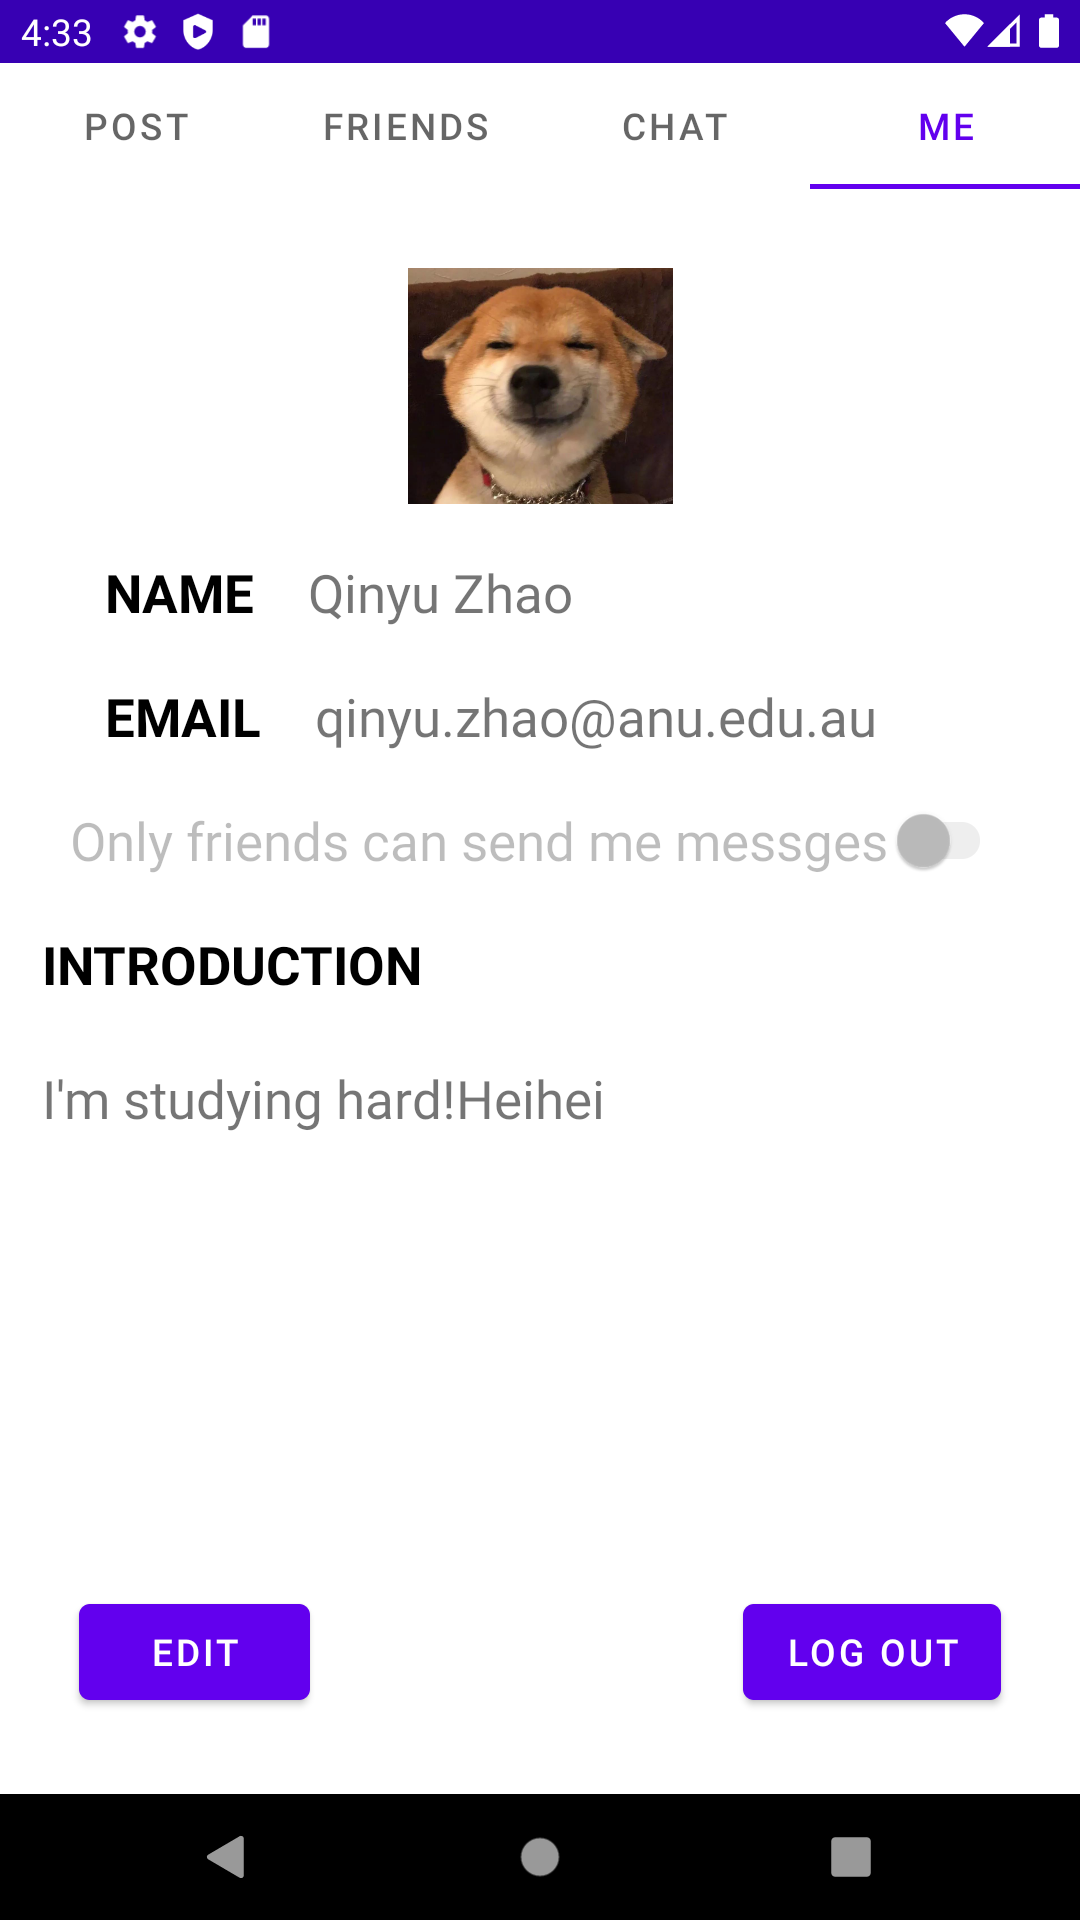 4:33
POST FRIENDS CHAT ME
NAME Qinyu Zhao
EMAIL qinyu.zhao@anu.edu.au
Only friends can send me messges
INTRODUCTION
I'm studying hard!Heihei
EDIT LOG OUT